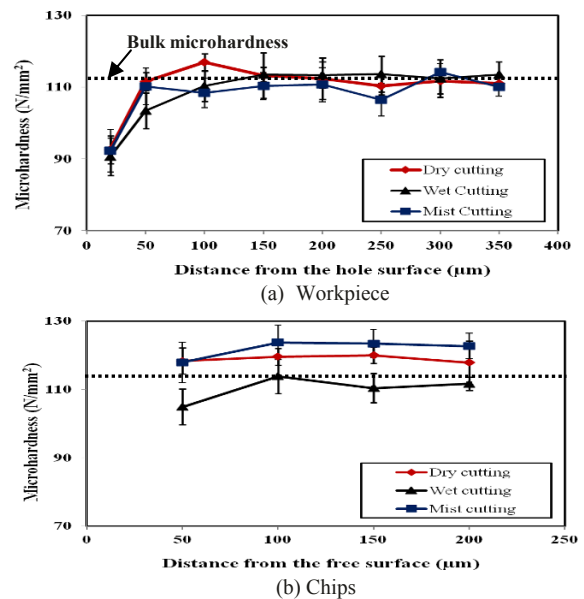 130
Bulk microhardness
110
90
70
Microhardness (N/mm²)
Dry cutting
Wet Cutting
Mist Cutting
0 50 100 150 200 250 300 350 400
Distance from the hole surface (µm)
(a) Workpiece
130
110
90
70
Microhardness (N/mm²)
Dry cutting
Wet cutting
Mist cutting
0 50 100 150 200
Distance from the free surface (µm)
(b) Chips